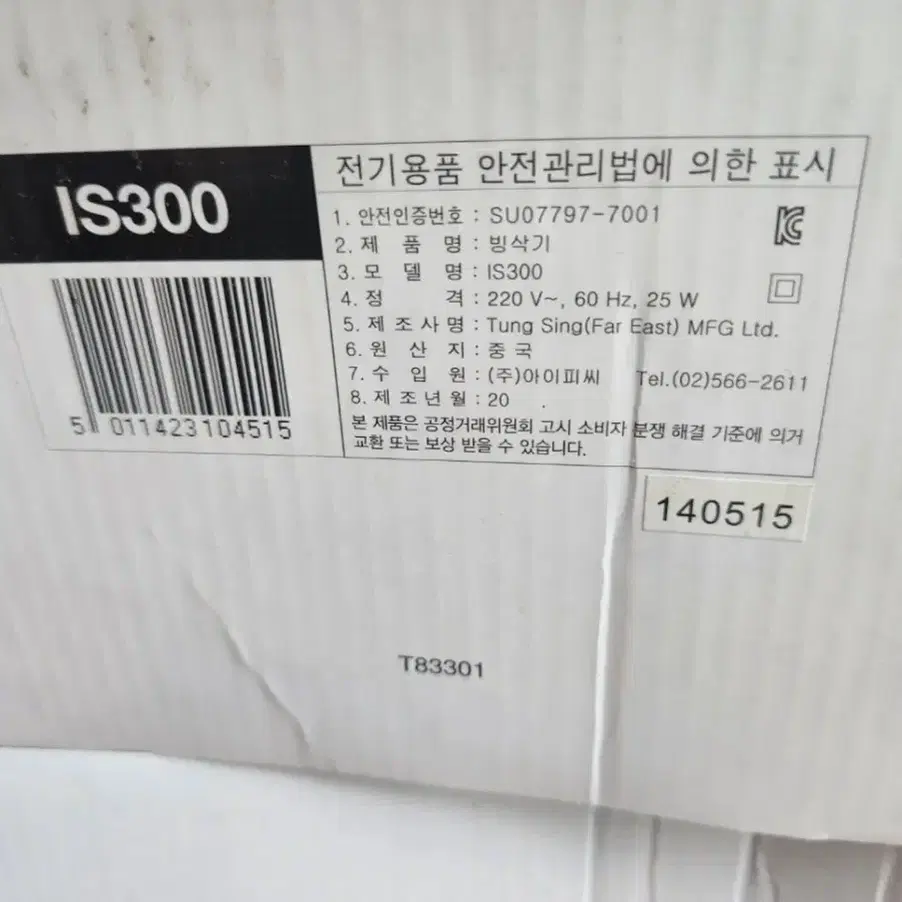 IS300
5 011423 104515
전기용품 안전관리법에 의한 표시
1. 안전인증번호 : SU07797-7001
2. 제 품 명 : 빙삭기
3. 모 델 명 : IS300
4. 정 격 : 220 V~, 60 Hz, 25 W
5. 제 조 사 명 : Tung Sing(Far East) MFG Ltd.
6. 원 산 지 : 중 국
7. 수 입 원 : (주)아이피씨 Tel.(02)566-2611
8. 제 조 년 월 : 20 .
본 제품은 공정거래위원회 고시 소비자 분쟁 해결 기준에 의거
교환 또는 보상 받을 수 있습니다.
140515
T83301